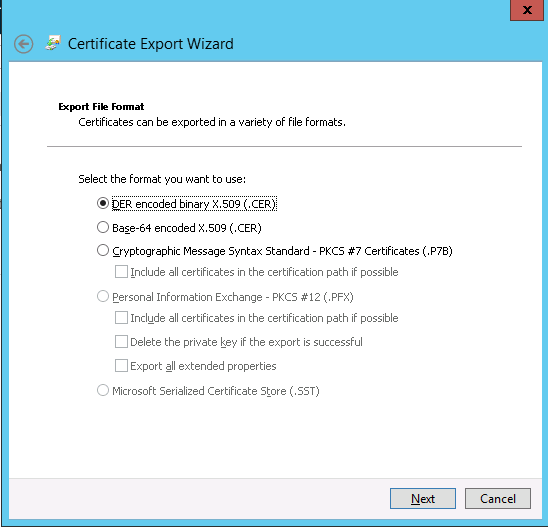 x
Certificate Export Wizard
Export File Format
Certificates can be exported in a variety of file formats.
Select the format you want to use:
DER encoded binary X.509 (.CER)
Base-64 encoded X.509 (.CER)
Cryptographic Message Syntax Standard - PKCS #7 Certificates (.P7B)
Include all certificates in the certification path if possible
Personal Information Exchange - PKCS #12 (.PFX)
Include all certificates in the certification path if possible
Delete the private key if the export is successful
Export all extended properties
Microsoft Serialized Certificate Store (.SST)
Next
Cancel